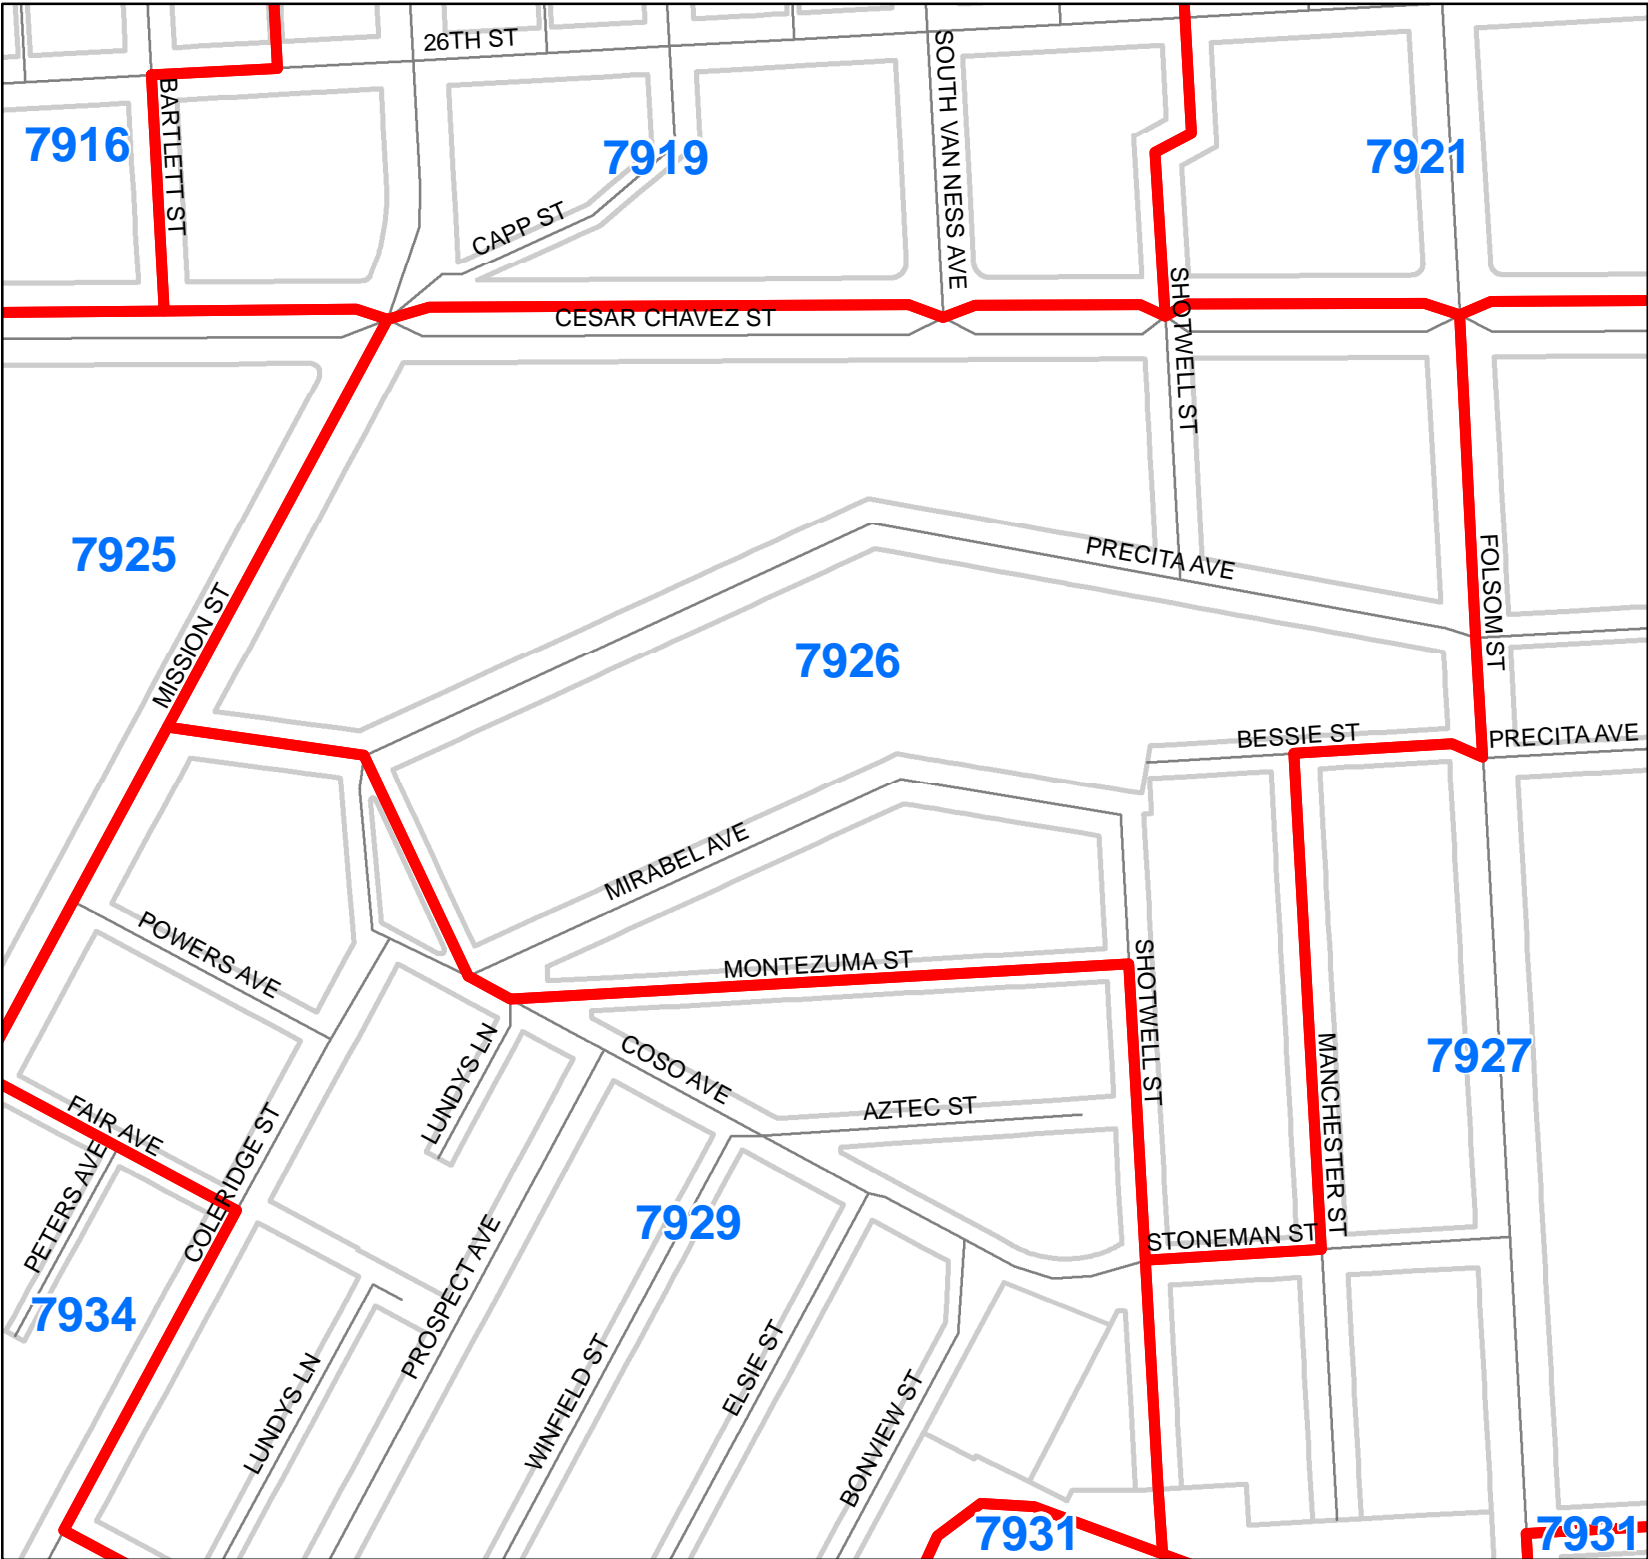 26TH ST
BARTLETT ST
SOUTH VAN NESS AVE
7916
7919
7921
CAPP ST
SHOTWELL ST
CESAR CHAVEZ ST
7925
PRECITA AVE
FOLSOM ST
MISSION ST
7926
BESSIE ST
PRECITA AVE
MIRABEL AVE
POWERS AVE
MONTEZUMA ST
SHOTWELL ST
LUNDYS LN
COSO AVE
MANCHESTER ST
7927
FAIR AVE
AZTEC ST
COLERIDGE ST
PETERS AVE
7929
PROSPECT AVE
STONEMAN ST
7934
LUNDYS LN
WINFIELD ST
ELSIE ST
BONVIEW ST
7931
7931